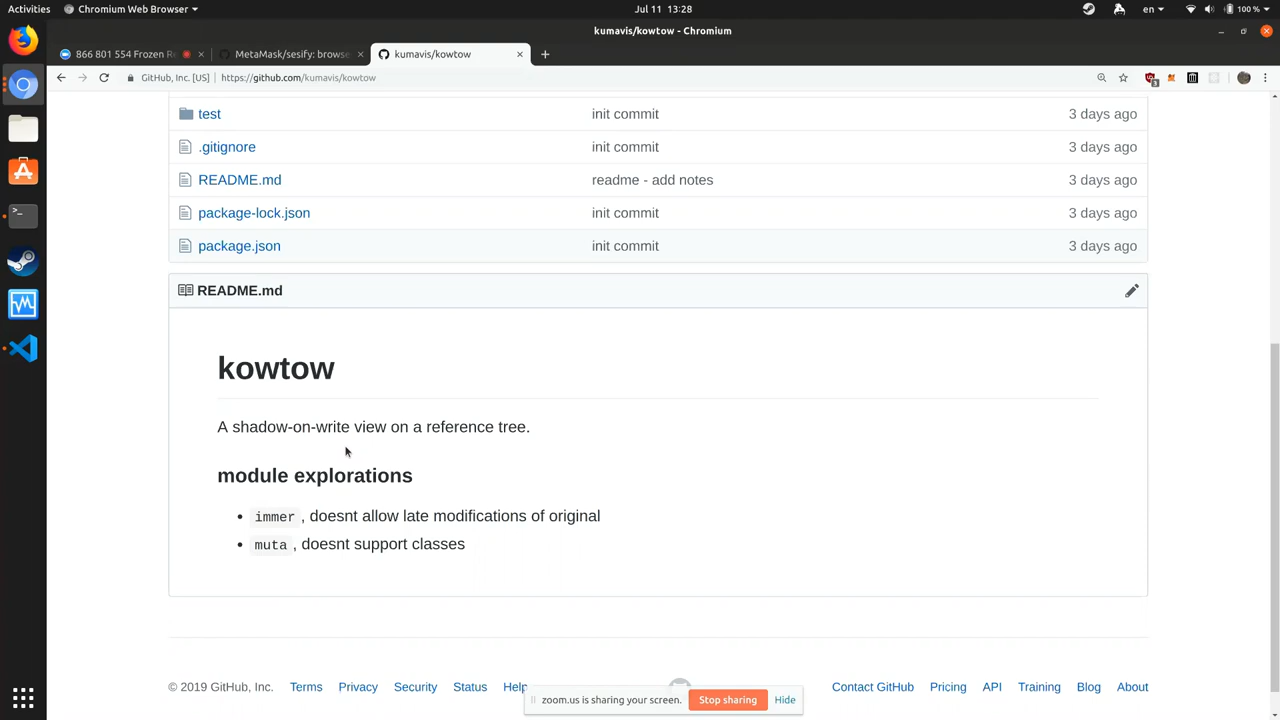 Activities
Chromium Web Browser
Jul 11 13:28
en
100 %
kumavis/kowtow - Chromium
866 801 554 Frozen Re
MetaMask/sesify: browse
kumavis/kowtow
GitHub, Inc. [US]
https://github.com/kumavis/kowtow
test
init commit
3 days ago
.gitignore
init commit
3 days ago
README.md
readme - add notes
3 days ago
package-lock.json
init commit
3 days ago
package.json
init commit
3 days ago
README.md
kowtow
A shadow-on-write view on a reference tree.
module explorations
immer , doesnt allow late modifications of original
muta , doesnt support classes
© 2019 GitHub, Inc.
Terms
Privacy
Security
Status
Help
Contact GitHub
Pricing
API
Training
Blog
About
zoom.us is sharing your screen.
Stop sharing
Hide